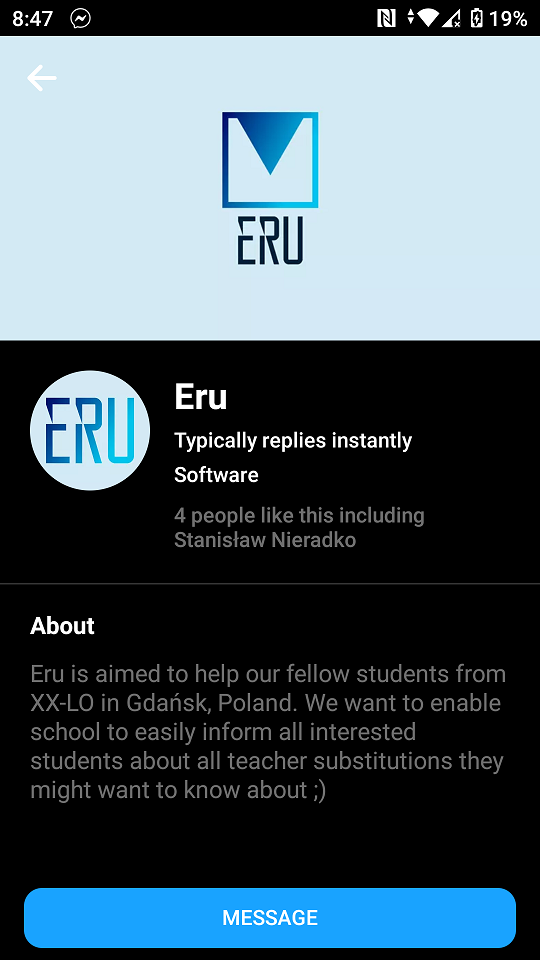 8:47
19%
ERU
ERU
Eru
Typically replies instantly
Software
4 people like this including
Stanisław Nieradko
About
Eru is aimed to help our fellow students from
XX-LO in Gdańsk, Poland. We want to enable
school to easily inform all interested
students about all teacher substitutions they
might want to know about ;)
MESSAGE